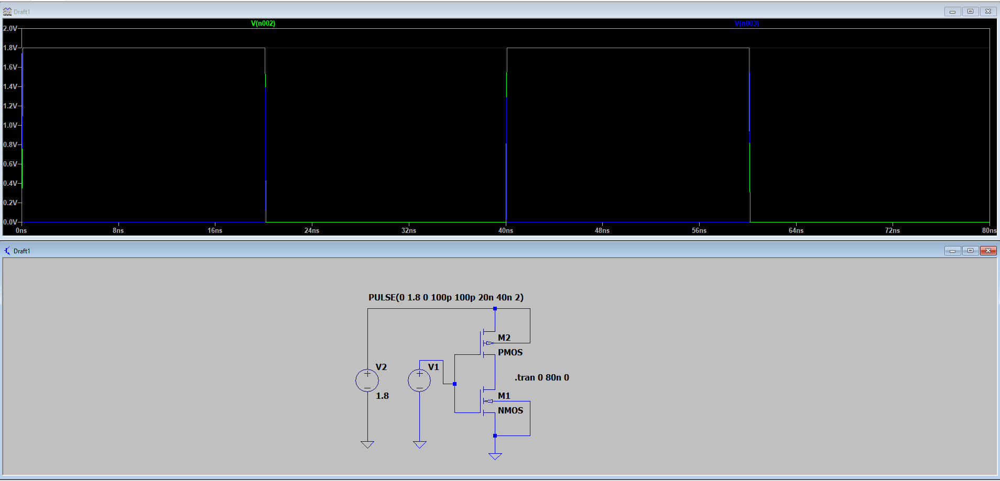 Draft1
V(n002) V(n003)
2.0V
1.8V
1.6V
1.4V
1.2V
1.0V
0.8V
0.6V
0.4V
0.2V
0.0V
0ns 8ns 16ns 24ns 32ns 40ns 48ns 56ns 64ns 72ns 80ns
Draft1
PULSE(0 1.8 0 100p 100p 20n 40n 2)
M2
PMOS
V2 V1
.tran 0 80n 0
1.8 M1
NMOS